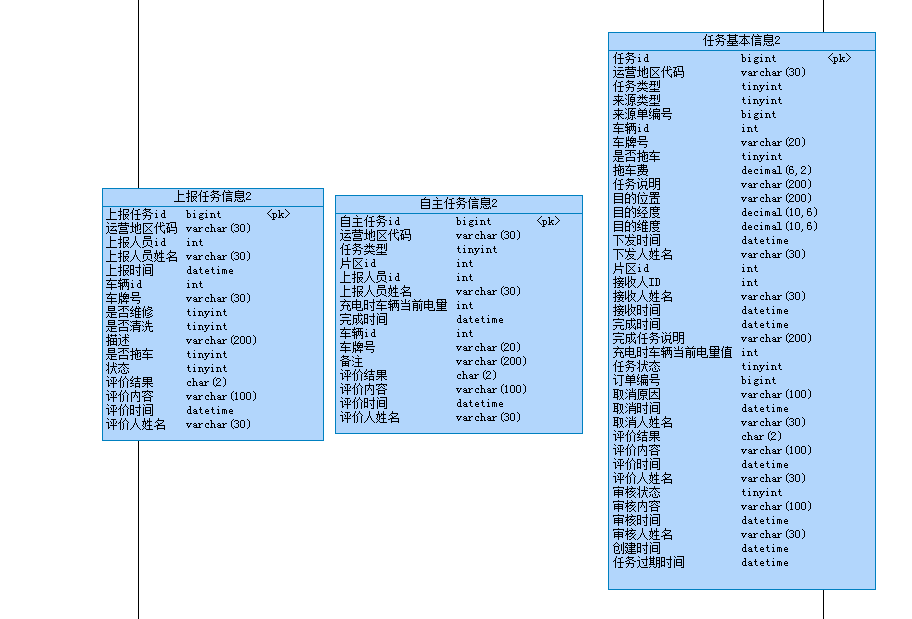 上报任务信息2
上报任务id bigint <pk>
运营地区代码 varchar(30)
上报人员id int
上报人员姓名 varchar(30)
上报时间 datetime
车辆id int
车牌号 varchar(30)
是否维修 tinyint
是否清洗 tinyint
描述 varchar(200)
是否拖车 tinyint
状态 tinyint
评价结果 char(2)
评价内容 varchar(100)
评价时间 datetime
评价人姓名 varchar(30)
自主任务信息2
自主任务id bigint <pk>
运营地区代码 varchar(30)
任务类型 tinyint
片区id int
上报人员id int
上报人员姓名 varchar(30)
充电时车辆当前电量 int
完成时间 datetime
车辆id int
车牌号 varchar(20)
备注 varchar(200)
评价结果 char(2)
评价内容 varchar(100)
评价时间 datetime
评价人姓名 varchar(30)
任务基本信息2
任务id bigint <pk>
运营地区代码 varchar(30)
任务类型 tinyint
来源类型 tinyint
来源单编号 bigint
车辆id int
车牌号 varchar(20)
是否拖车 tinyint
拖车费 decimal(6,2)
任务说明 varchar(200)
目的位置 varchar(200)
目的经度 decimal(10,6)
目的维度 decimal(10,6)
下发时间 datetime
下发人姓名 varchar(30)
片区id int
接收人ID int
接收人姓名 varchar(30)
接收时间 datetime
完成时间 datetime
完成任务说明 varchar(200)
充电时车辆当前电量值 int
任务状态 tinyint
订单编号 bigint
取消原因 varchar(100)
取消时间 datetime
取消人姓名 varchar(30)
评价结果 char(2)
评价内容 varchar(100)
评价时间 datetime
评价人姓名 varchar(30)
审核状态 tinyint
审核内容 varchar(100)
审核时间 datetime
审核人姓名 varchar(30)
创建时间 datetime
任务过期时间 datetime